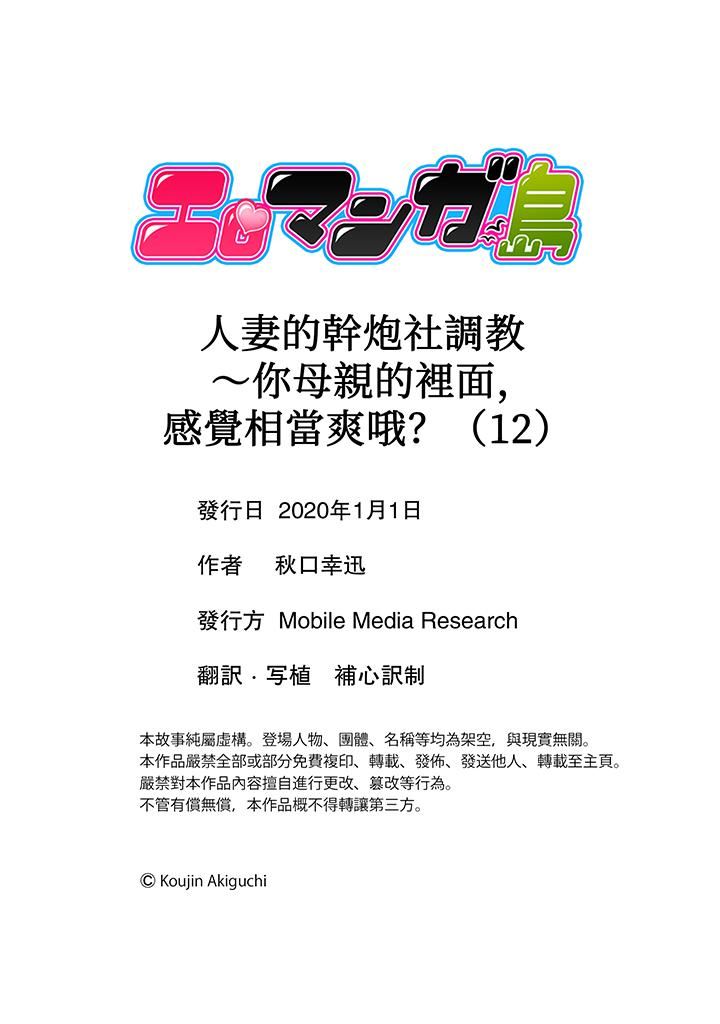 エロマンガ島
人妻的幹炮社調教
～你母親的裡面，
感覺相當爽哦？（12）
發行日 2020年1月1日
作者 秋口幸迅
發行方 Mobile Media Research
翻訳·写植 補心訳制
本故事純屬虛構。登場人物、團體、名稱等均為架空，與現實無關。
本作品嚴禁全部或部分免費複印、轉載、發佈、發送他人、轉載至主頁。
嚴禁對本作品內容擅自進行更改、篡改等行為。
不管有償無償，本作品概不得轉讓第三方。
© Koujin Akiguchi